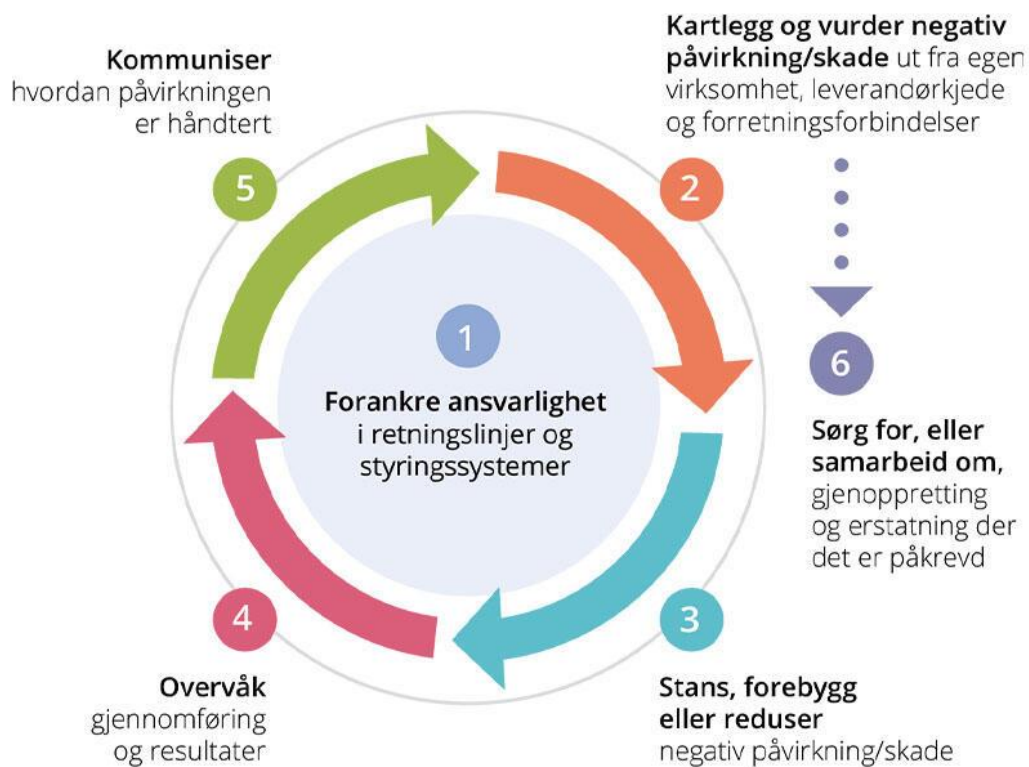 1
Forankre ansvarlighet
i retningslinjer og
styringssystemer
2
Kartlegg og vurder negativ
påvirkning/skade ut fra egen
virksomhet, leverandørkjede
og forretningsforbindelser
3
Stans, forebygg
eller reduser
negativ påvirkning/skade
4
Overvåk
gjennomføring
og resultater
5
Kommuniser
hvordan påvirkningen
er håndtert
6
Sørg for, eller
samarbeid om,
gjenoppretting
og erstatning der
det er påkrevd